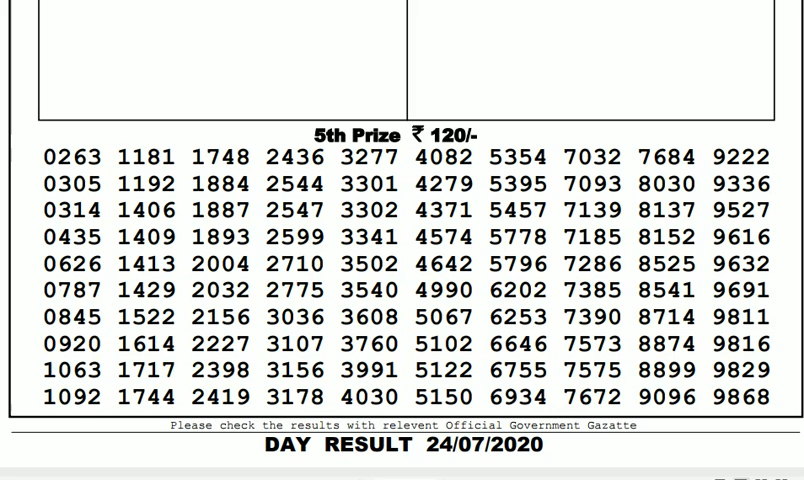 5th Prize ₹ 120/-
0263 1181 1748 2436 3277 4082 5354 7032 7684 9222
0305 1192 1884 2544 3301 4279 5395 7093 8030 9336
0314 1406 1887 2547 3302 4371 5457 7139 8137 9527
0435 1409 1893 2599 3341 4574 5778 7185 8152 9616
0626 1413 2004 2710 3502 4642 5796 7286 8525 9632
0787 1429 2032 2775 3540 4990 6202 7385 8541 9691
0845 1522 2156 3036 3608 5067 6253 7390 8714 9811
0920 1614 2227 3107 3760 5102 6646 7573 8874 9816
1063 1717 2398 3156 3991 5122 6755 7575 8899 9829
1092 1744 2419 3178 4030 5150 6934 7672 9096 9868
Please check the results with relevent Official Government Gazatte
DAY RESULT 24/07/2020